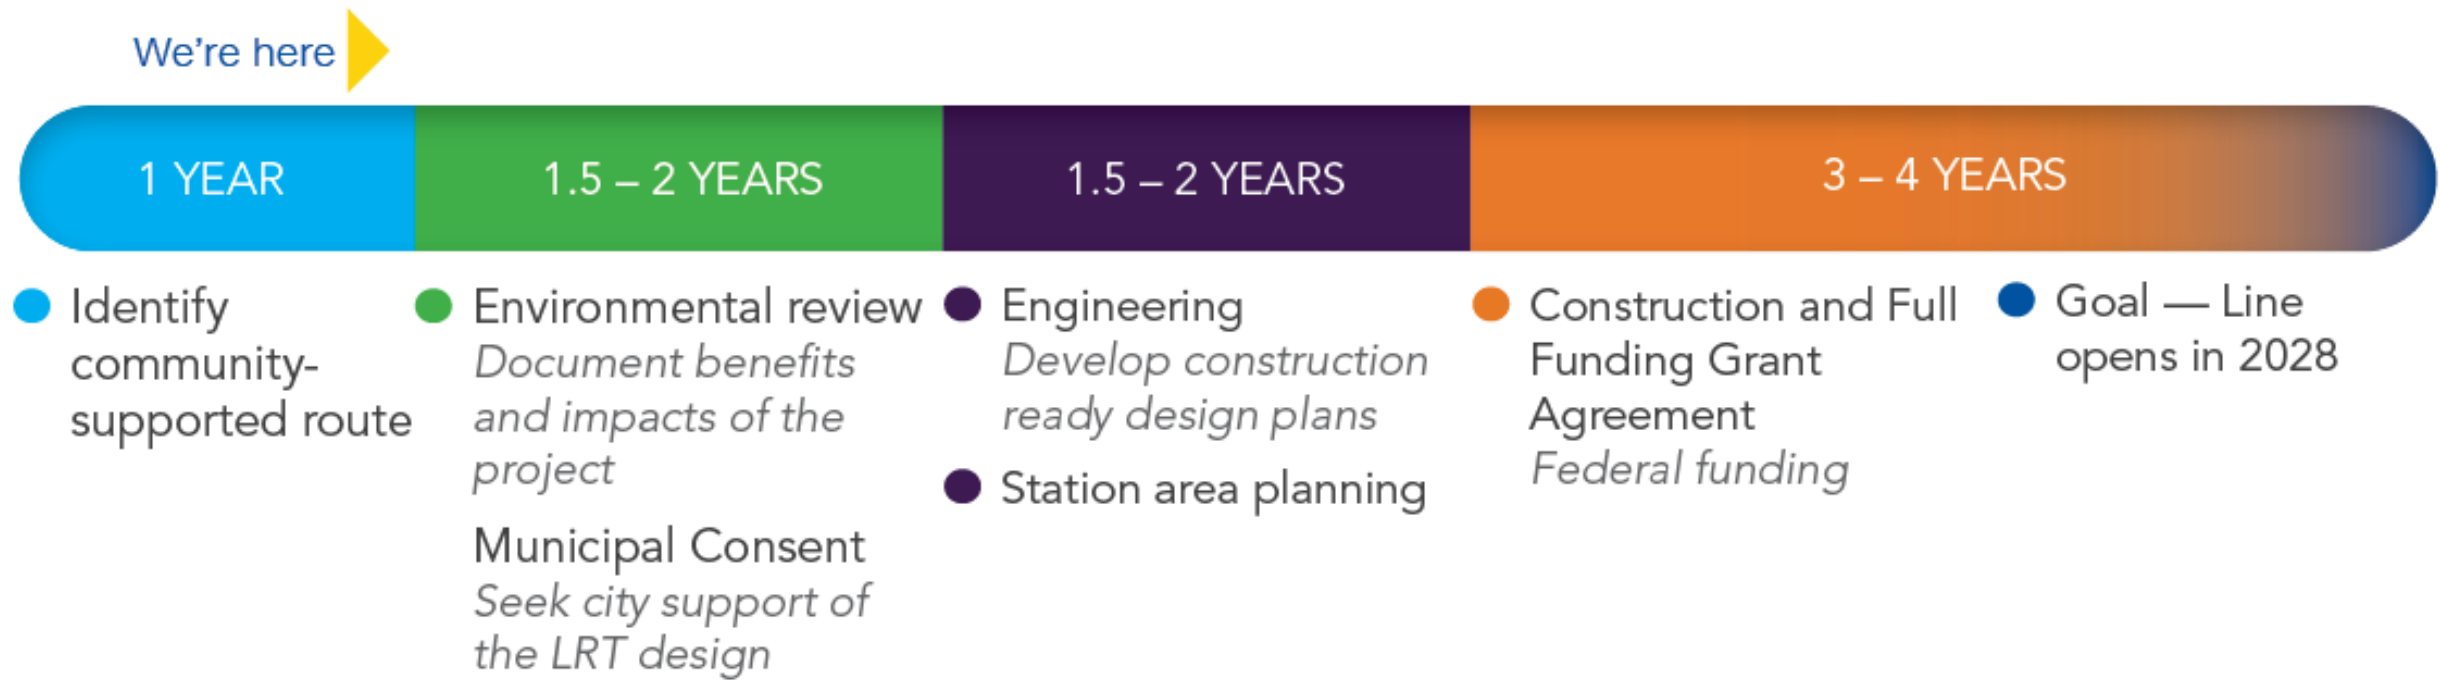 We're here
1 YEAR
1.5 – 2 YEARS
1.5 – 2 YEARS
3 – 4 YEARS
Identify
community-
supported route
Environmental review
Document benefits
and impacts of the
project
Municipal Consent
Seek city support of
the LRT design
Engineering
Develop construction
ready design plans
Station area planning
Construction and Full
Funding Grant
Agreement
Federal funding
Goal — Line
opens in 2028